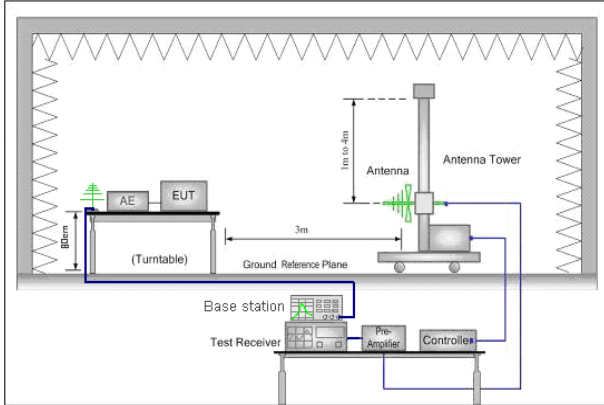 1m to 4m
Antenna
Antenna Tower
AE
EUT
80cm
3m
(Turntable)
Ground Reference Plane
Base station
Test Receiver
Pre-
Amplifier
Controller